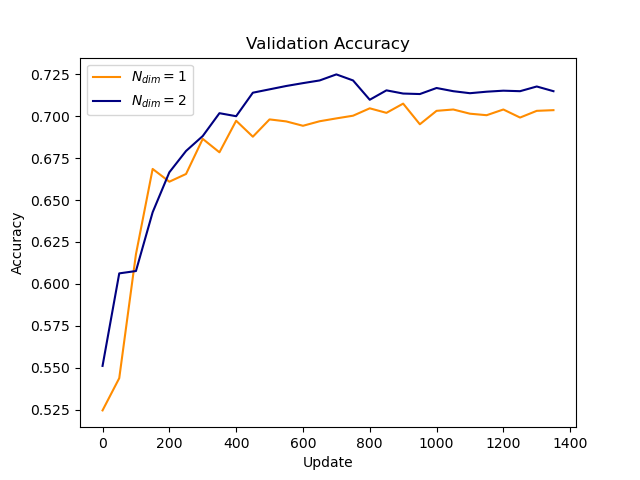 Validation Accuracy
N_dim = 1
N_dim = 2
0.725
0.700
0.675
0.650
0.625
0.600
0.575
0.550
0.525
Accuracy
0 200 400 600 800 1000 1200 1400
Update